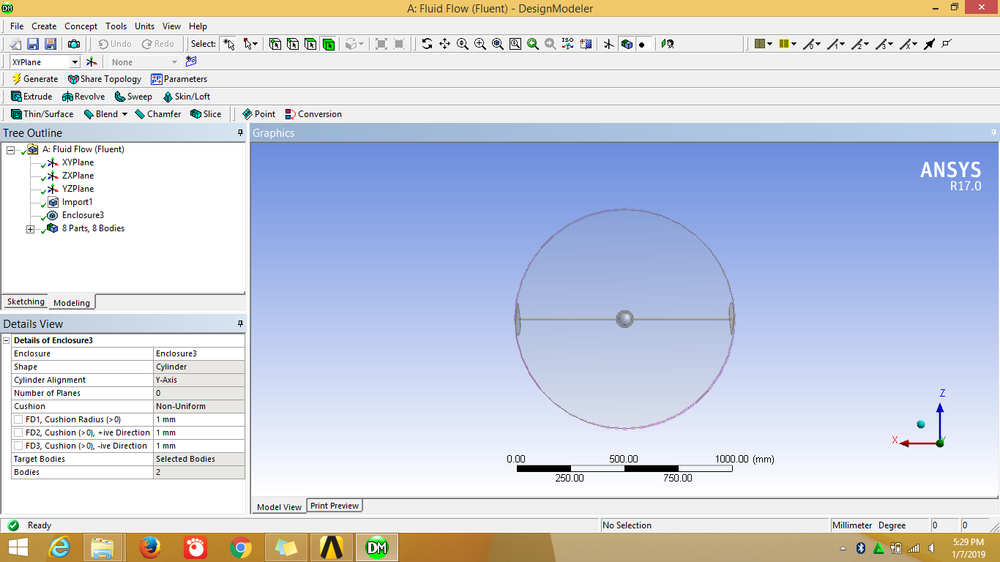 DM
A: Fluid Flow (Fluent) - DesignModeler
File Create Concept Tools Units View Help
Undo Redo Select: ISO
XYPlane None
Generate Share Topology Parameters
Extrude Revolve Sweep Skin/Loft
Thin/Surface Blend Chamfer Slice Point Conversion
Tree Outline
Graphics
A: Fluid Flow (Fluent)
XYPlane
ZXPlane
YZPlane
Import1
Enclosure3
8 Parts, 8 Bodies
Sketching Modeling
Details View
Details of Enclosure3
Enclosure Enclosure3
Shape Cylinder
Cylinder Alignment Y-Axis
Number of Planes 0
Cushion Non-Uniform
FD1, Cushion Radius (>0) 1 mm
FD2, Cushion (>0), +ive Direction 1 mm
FD3, Cushion (>0), -ive Direction 1 mm
Target Bodies Selected Bodies
Bodies 2
ANSYS
R17.0
Z
X
Y
0.00 500.00 1000.00 (mm)
250.00 750.00
Model View Print Preview
Ready No Selection Millimeter Degree 0 0
DM
5:29 PM
1/7/2019